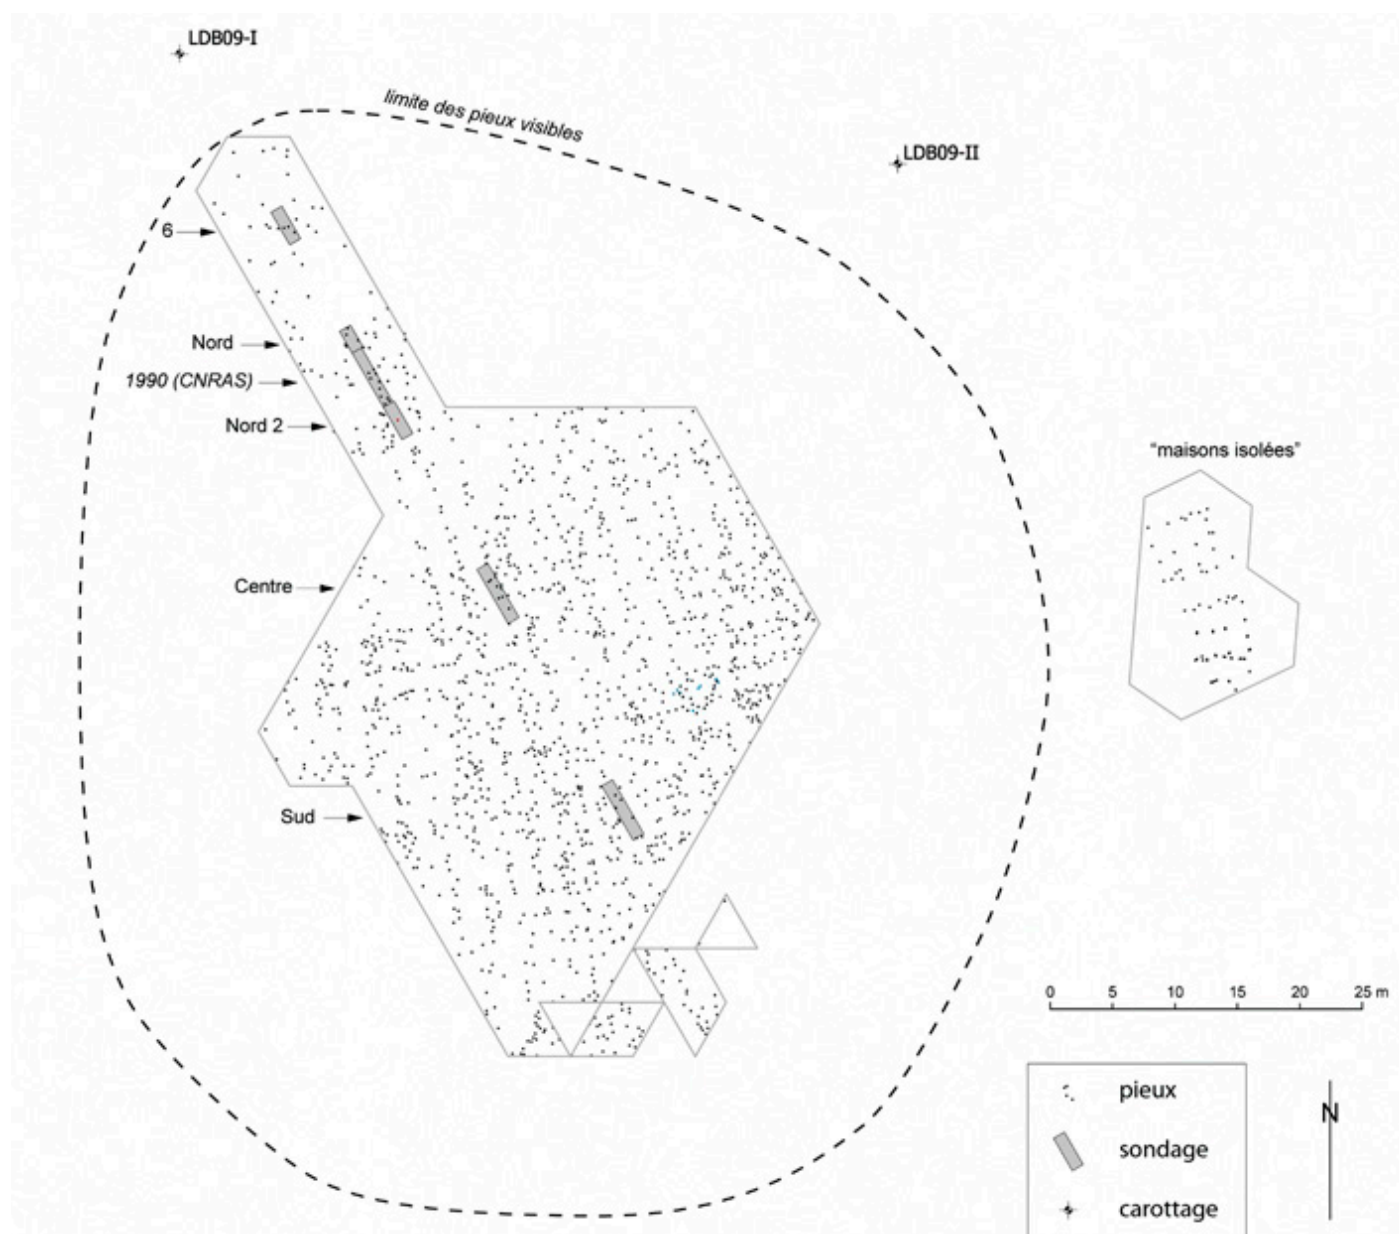 LDB09-I
limite des pieux visibles
LDB09-II
6
Nord
1990 (CNRAS)
Nord 2
"maisons isolées"
Centre
Sud
0 5 10 15 20 25 m
pieux
N
sondage
carottage